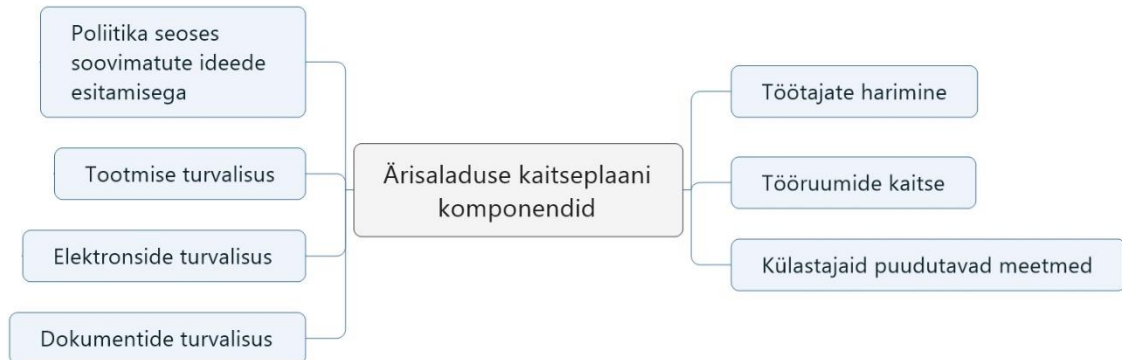 Poliitika seoses
soovimatute ideede
esitamisega
Tootmise turvalisus
Elektronside turvalisus
Dokumentide turvalisus
Ärisaladuse kaitseplaani
komponendid
Töötajate harimine
Tööruumide kaitse
Külastajaid puudutavad meetmed